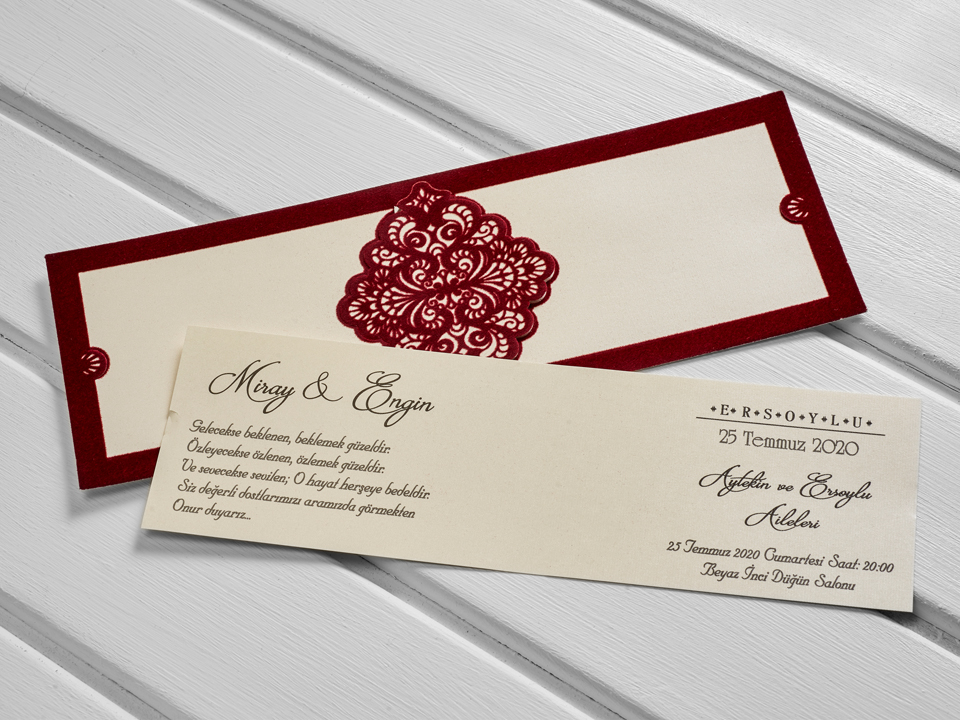 Miray & Engin
Gelecekse beklenen, beklemek güzeldir.
Özleyecekse özlenen, özlemek güzeldir.
Ve sevecekse sevilen; O hayat herşeye bedeldir.
Siz değerli dostlarımızı aramızda görmekten
Onur duyarız...
•E•R•S•O•Y•L•U•
25 Temmuz 2020
Aytekin ve Ersoylu
Aileleri
25 Temmuz 2020 Cumartesi Saat: 20:00
Beyaz İnci Düğün Salonu